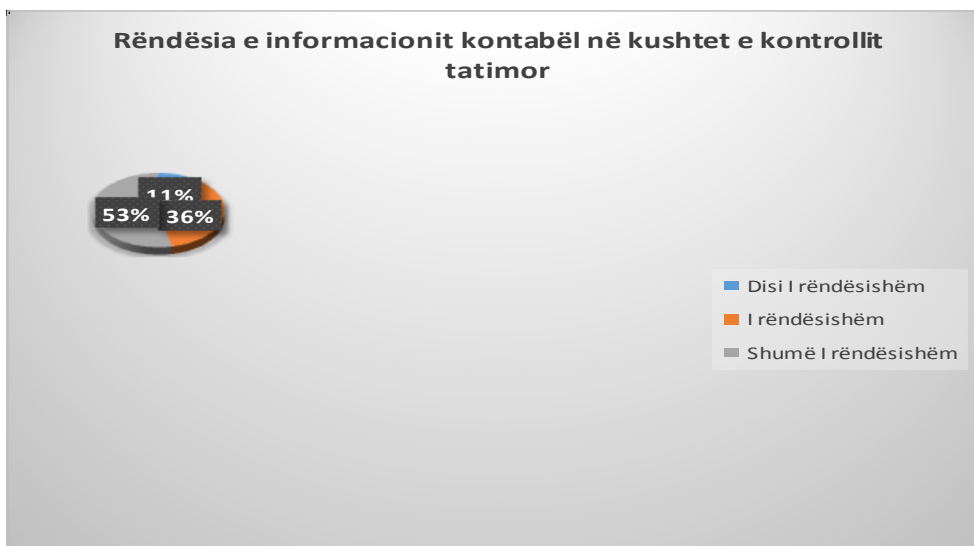 Rëndësia e informacionit kontabël në kushtet e kontrollit
tatimor
11%
53% 36%
Disi I rëndësishëm
I rëndësishëm
Shumë I rëndësishëm